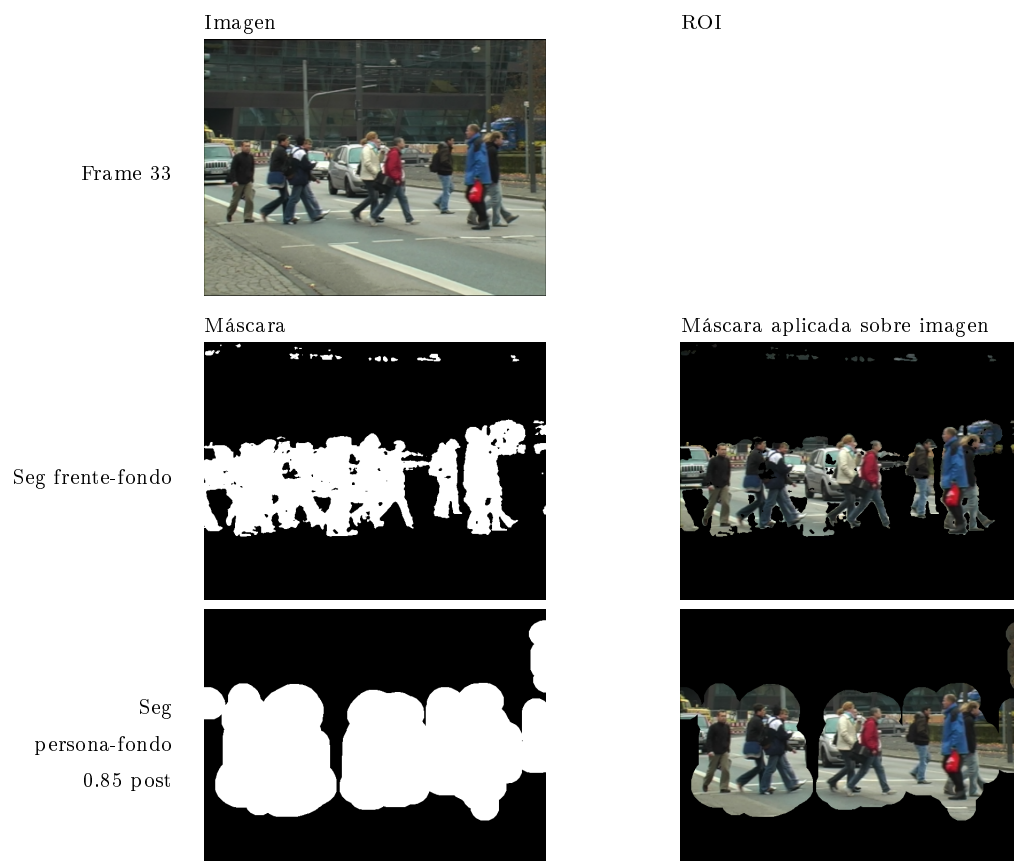 Imagen
ROI
Frame 33
Máscara
Máscara aplicada sobre imagen
Seg frente-fondo
Seg
persona-fondo
0.85 post